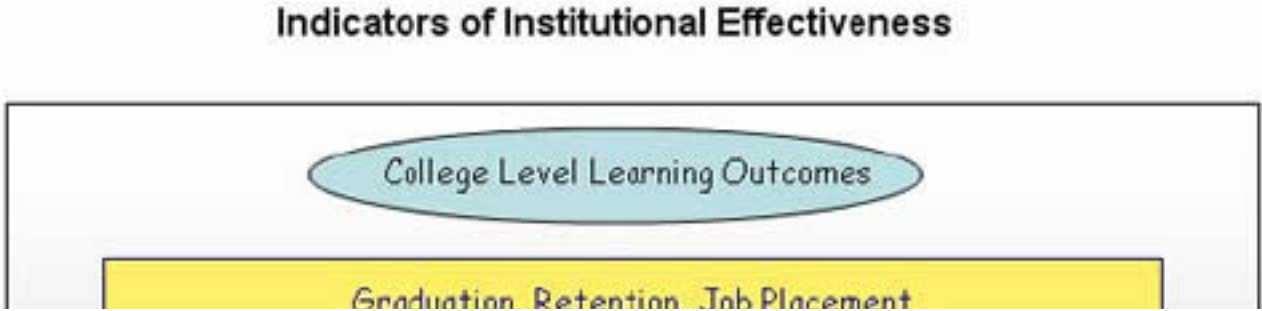 Indicators of Institutional Effectiveness
College Level Learning Outcomes
Graduation, Retention, Job Placement